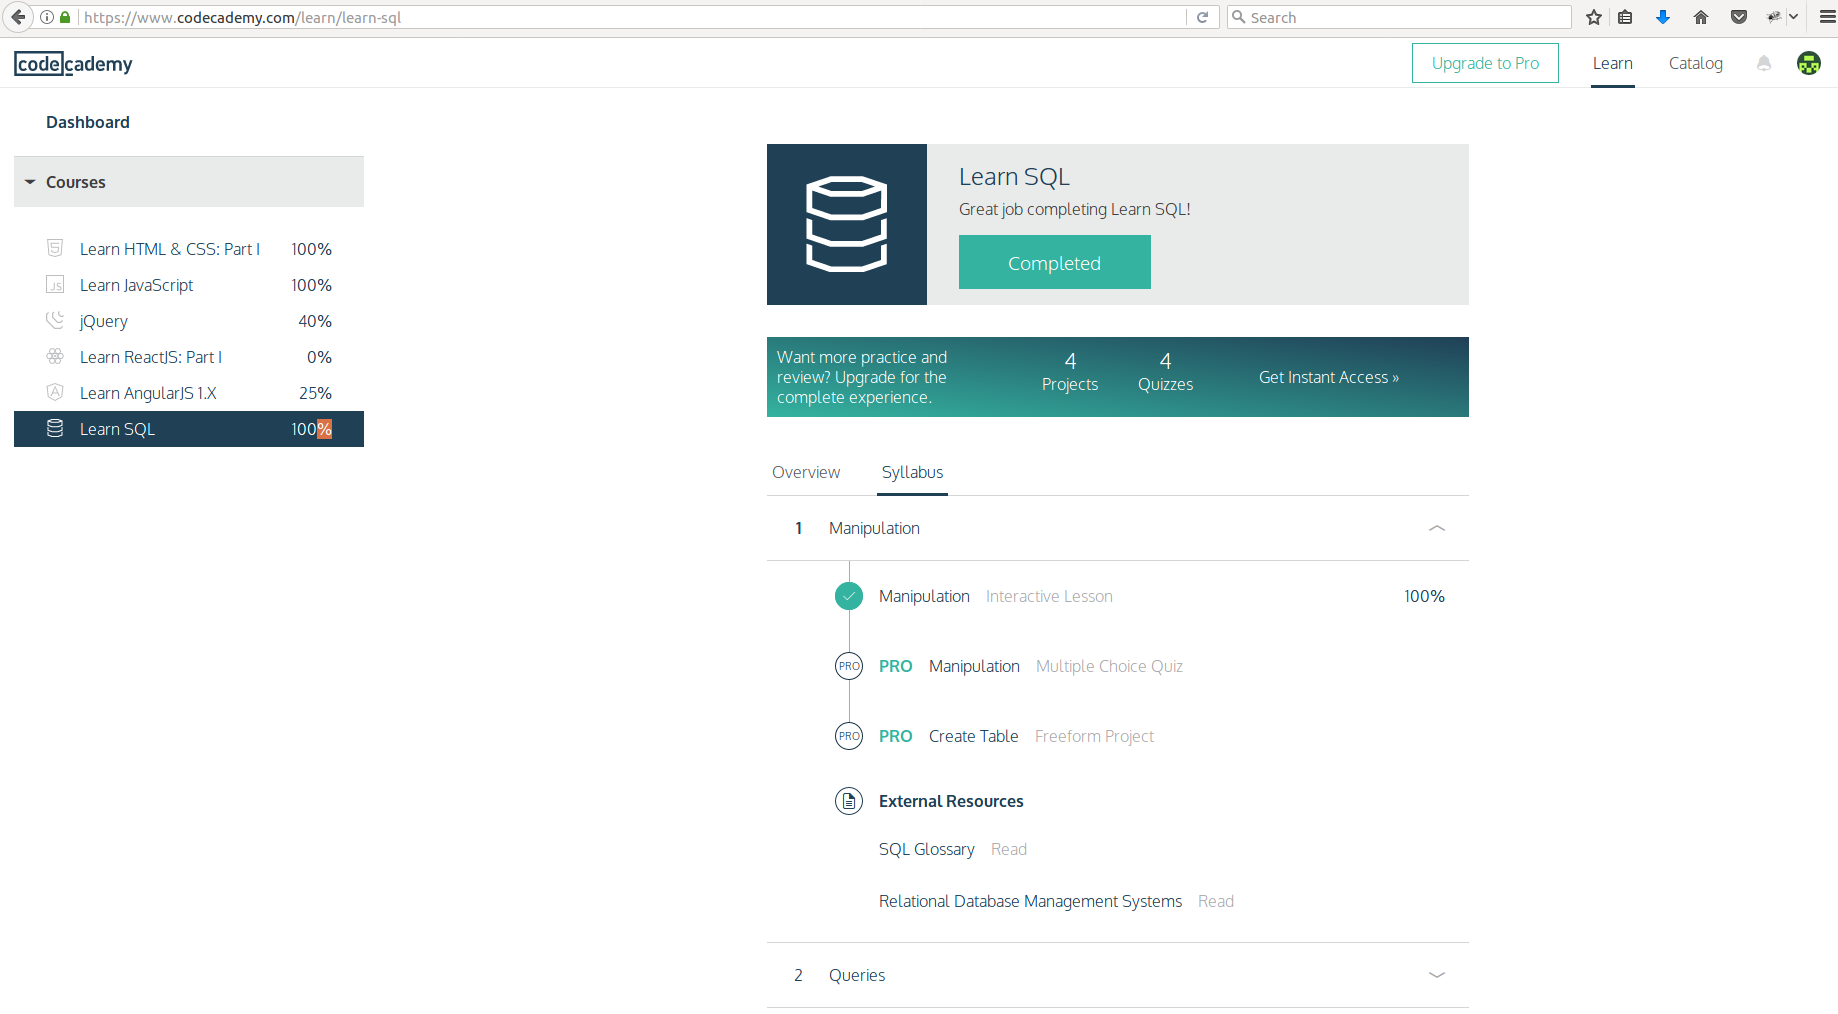 https://www.codecademy.com/learn/learn-sql
Search
codecademy
Upgrade to Pro
Learn
Catalog
Dashboard
Courses
Learn HTML & CSS: Part I 100%
JS Learn JavaScript 100%
jQuery 40%
Learn ReactJS: Part I 0%
Learn AngularJS 1.X 25%
Learn SQL 100%
Learn SQL
Great job completing Learn SQL!
Completed
Want more practice and
review? Upgrade for the
complete experience.
4
Projects
4
Quizzes
Get Instant Access »
Overview Syllabus
1 Manipulation
Manipulation Interactive Lesson 100%
PRO PRO Manipulation Multiple Choice Quiz
PRO PRO Create Table Freeform Project
External Resources
SQL Glossary Read
Relational Database Management Systems Read
2 Queries